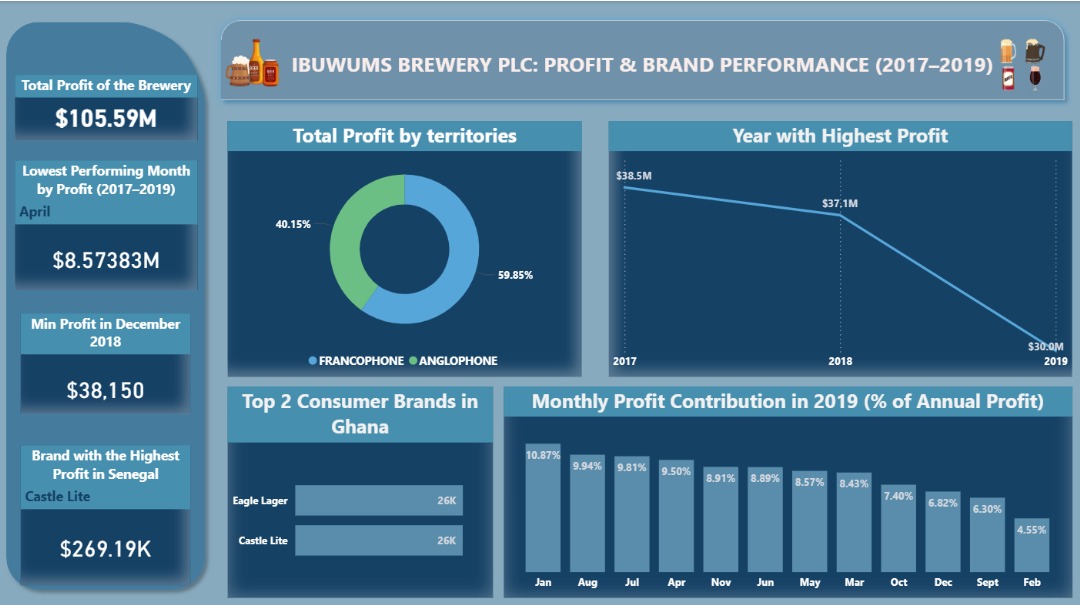 IBUWUMS BREWERY PLC: PROFIT & BRAND PERFORMANCE (2017–2019)
Total Profit of the Brewery
$105.59M
Lowest Performing Month
by Profit (2017–2019)
April
$8.57383M
Min Profit in December
2018
$38,150
Brand with the Highest
Profit in Senegal
Castle Lite
$269.19K
Total Profit by territories
40.15%
59.85%
FRANCOPHONE ANGLOPHONE
Year with Highest Profit
$38.5M
$37.1M
$30.0M
2017 2018 2019
Top 2 Consumer Brands in
Ghana
Eagle Lager 26K
Castle Lite 26K
Monthly Profit Contribution in 2019 (% of Annual Profit)
10.87% 9.94% 9.81% 9.50% 8.91% 8.89% 8.57% 8.43% 7.40% 6.82% 6.30% 4.55%
Jan Aug Jul Apr Nov Jun May Mar Oct Dec Sept Feb